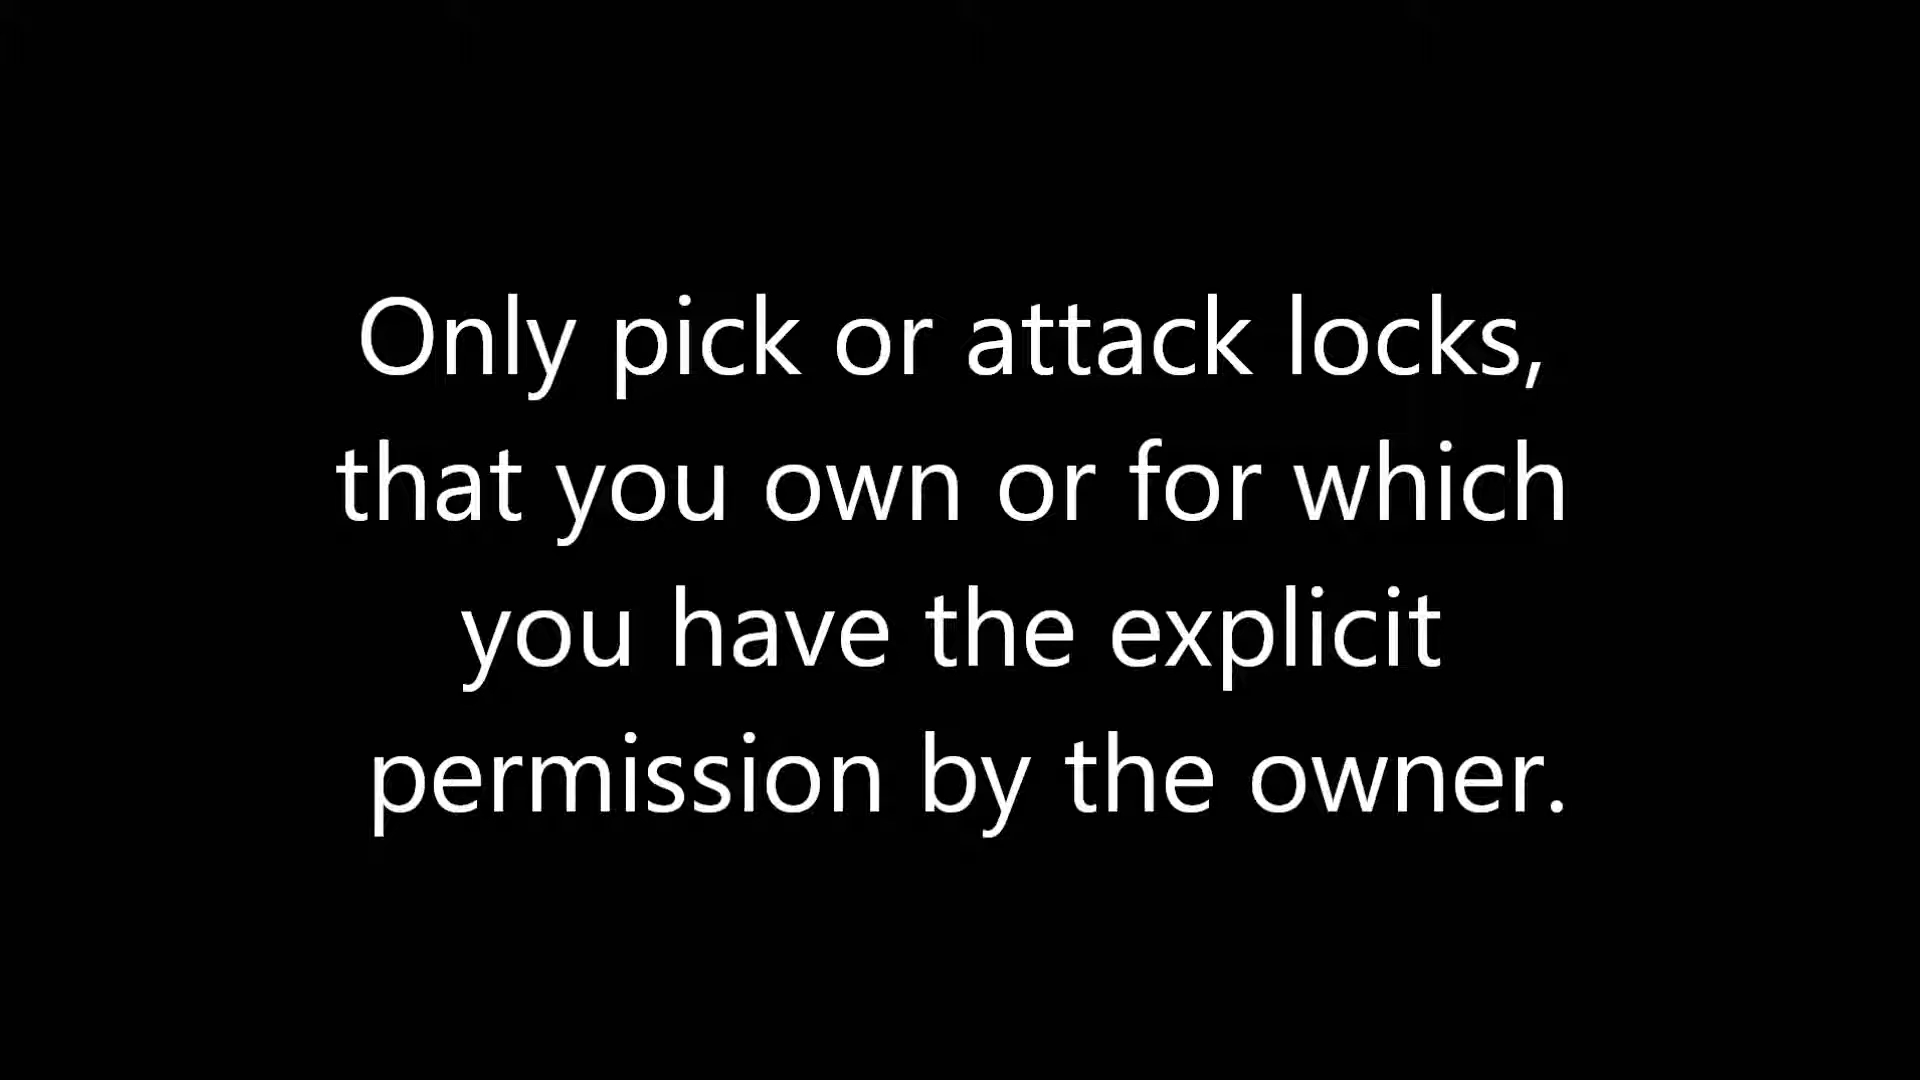 Only pick or attack locks,
that you own or for which
you have the explicit
permission by the owner.